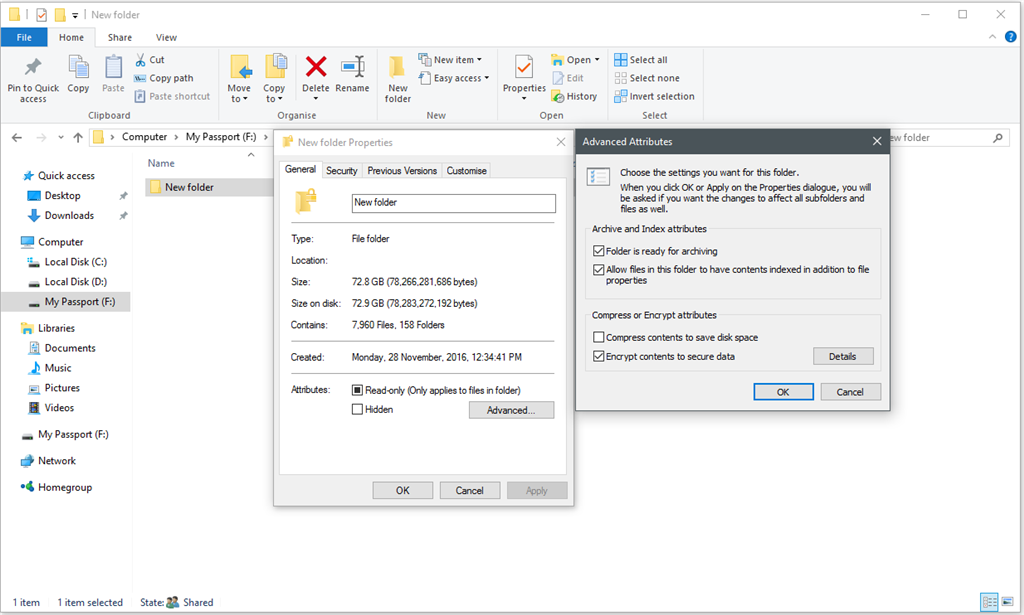 New folder
File Home Share View
Pin to Quick access
Copy
Paste
Cut
Copy path
Paste shortcut
Clipboard
Move to
Copy to
Delete
Rename
Organise
New folder
New item
Easy access
New
Properties
Open
Edit
History
Open
Select all
Select none
Invert selection
Select
Computer My Passport (F:)
ew folder
Quick access
Desktop
Downloads
Computer
Local Disk (C:)
Local Disk (D:)
My Passport (F:)
Libraries
Documents
Music
Pictures
Videos
My Passport (F:)
Network
Homegroup
Name
New folder
New folder Properties
General Security Previous Versions Customise
New folder
Type: File folder
Location:
Size: 72.8 GB (78,266,281,686 bytes)
Size on disk: 72.9 GB (78,283,272,192 bytes)
Contains: 7,960 Files, 158 Folders
Created: Monday, 28 November, 2016, 12:34:41 PM
Attributes: Read-only (Only applies to files in folder)
Hidden Advanced...
OK Cancel Apply
Advanced Attributes
Choose the settings you want for this folder.
When you click OK or Apply on the Properties dialogue, you will
be asked if you want the changes to affect all subfolders and
files as well.
Archive and Index attributes
Folder is ready for archiving
Allow files in this folder to have contents indexed in addition to file
properties
Compress or Encrypt attributes
Compress contents to save disk space
Encrypt contents to secure data Details
OK Cancel
1 item 1 item selected State: Shared